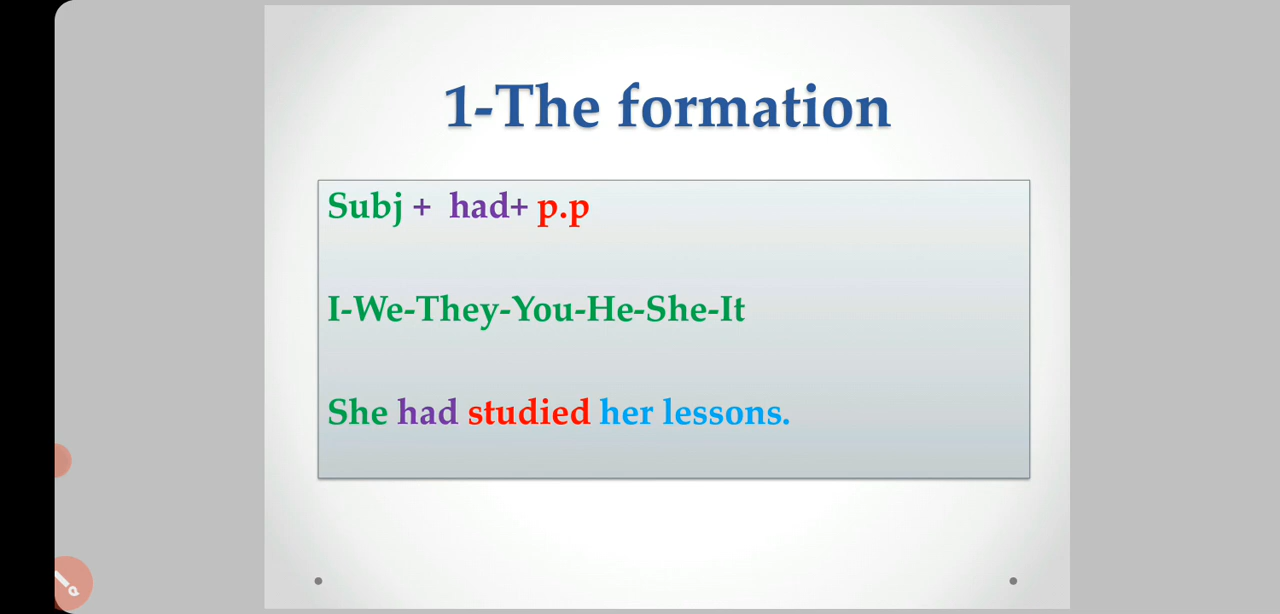 1-The formation
Subj + had+ p.p
I-We-They-You-He-She-It
She had studied her lessons.